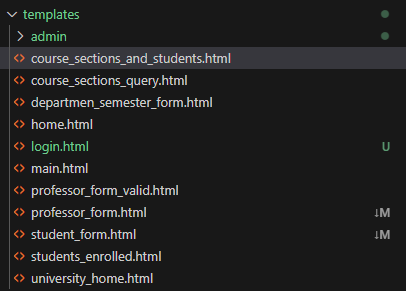 templates
admin
course_sections_and_students.html
course_sections_query.html
departmen_semester_form.html
home.html
login.html U
main.html
professor_form_valid.html
professor_form.html ↓M
student_form.html ↓M
students_enrolled.html
university_home.html